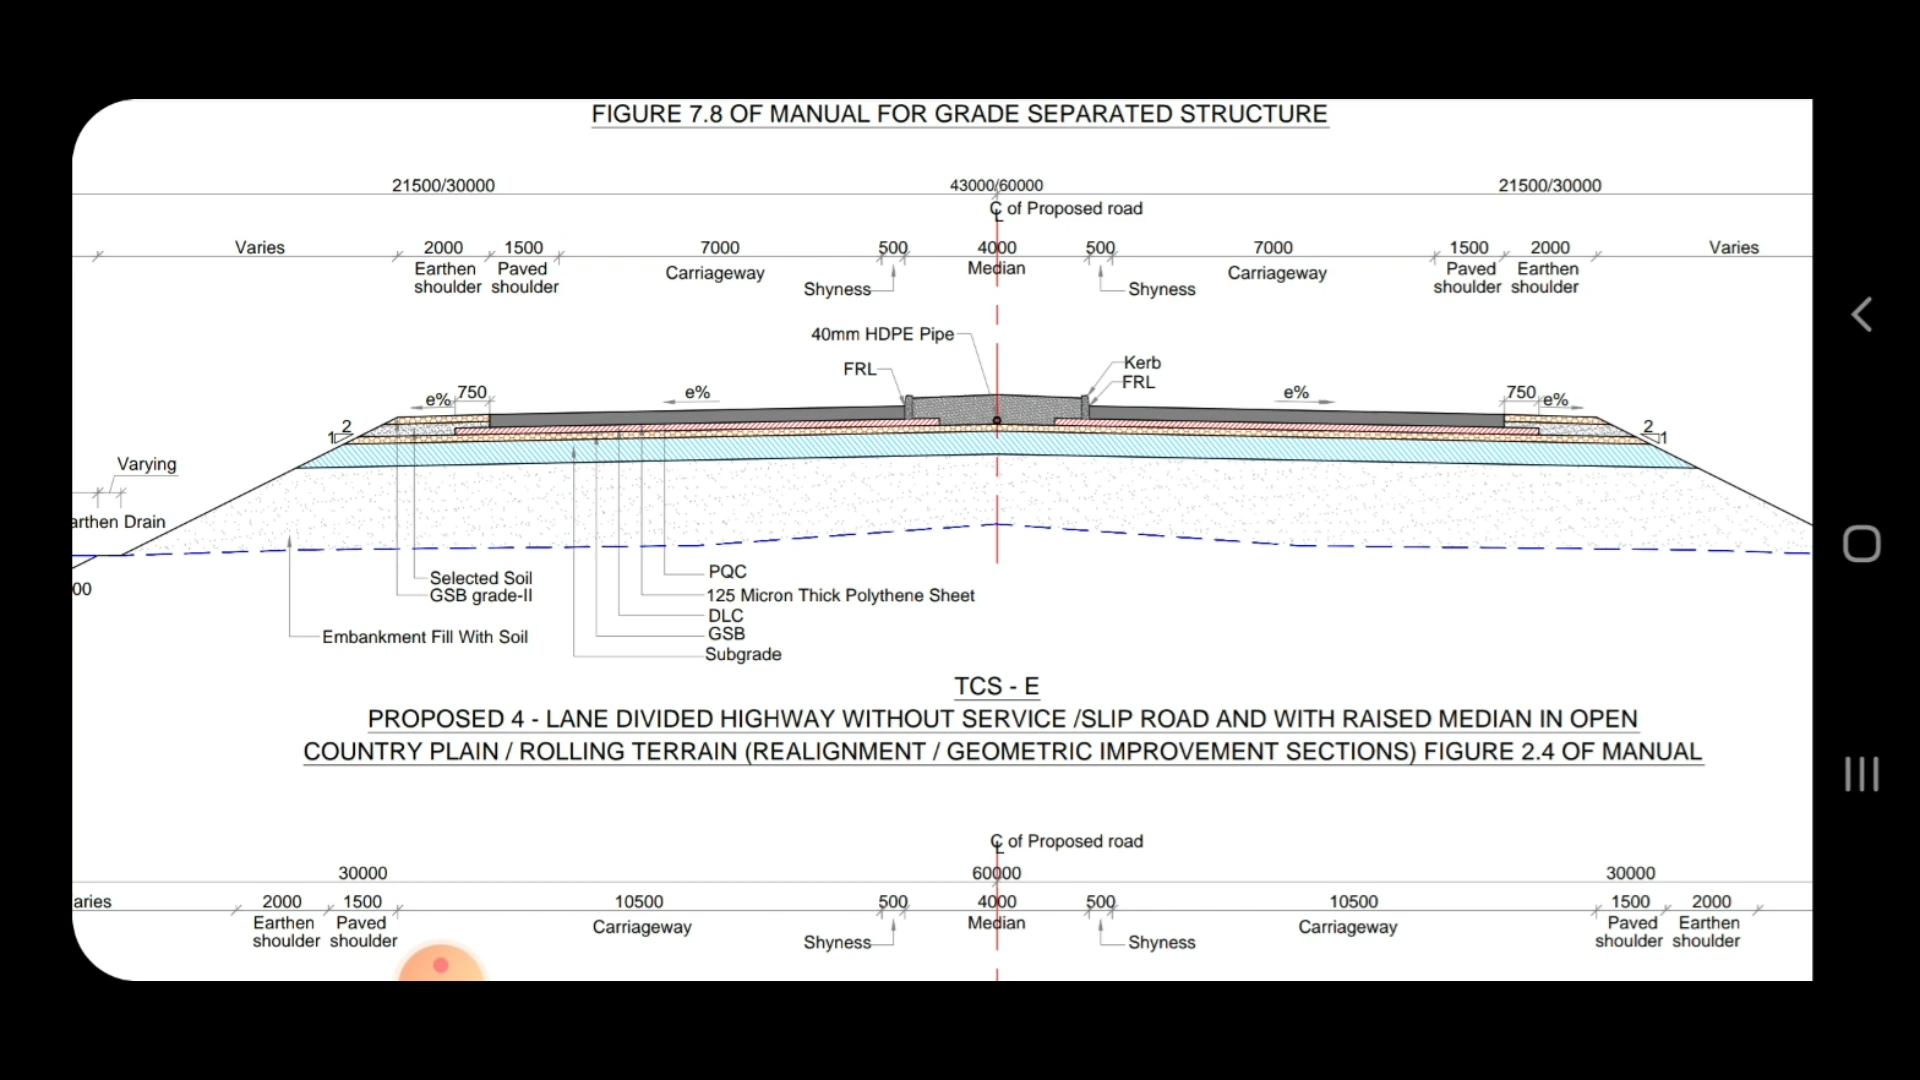 FIGURE 7.8 OF MANUAL FOR GRADE SEPARATED STRUCTURE
21500/30000 43000/60000 21500/30000
℄ of Proposed road
Varies 2000 1500 7000 500 4000 500 7000 1500 2000 Varies
Earthen shoulder Paved shoulder Carriageway Shyness Median Shyness Carriageway Paved shoulder Earthen shoulder
40mm HDPE Pipe
FRL Kerb
FRL
e% 750 e% e% 750 e%
1 2 2 1
Varying
arthen Drain
00
Selected Soil
GSB grade-II
Embankment Fill With Soil
PQC
125 Micron Thick Polythene Sheet
DLC
GSB
Subgrade
TCS - E
PROPOSED 4 - LANE DIVIDED HIGHWAY WITHOUT SERVICE /SLIP ROAD AND WITH RAISED MEDIAN IN OPEN
COUNTRY PLAIN / ROLLING TERRAIN (REALIGNMENT / GEOMETRIC IMPROVEMENT SECTIONS) FIGURE 2.4 OF MANUAL
℄ of Proposed road
30000 60000 30000
aries 2000 1500 10500 500 4000 500 10500 1500 2000
Earthen shoulder Paved shoulder Carriageway Shyness Median Shyness Carriageway Paved shoulder Earthen shoulder